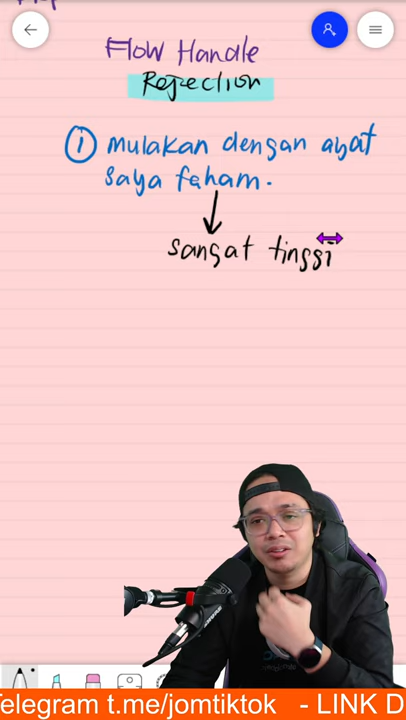 Flow Handle
Rejection
① mulakan dengan ayat
saya faham.
sangat tinggi
Telegram t.me/jomtiktok - LINK D